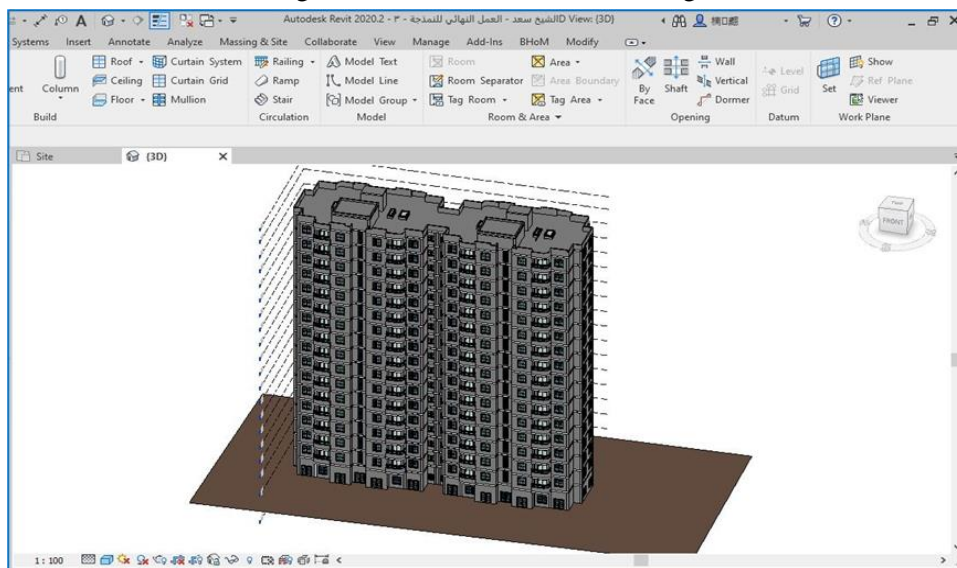 Autodesk Revit 2020.2 - ٣ - العمل النهائي للنمذجة - الشيخ سعد 3D View: {3D}
Systems Insert Annotate Analyze Massing & Site Collaborate View Manage Add-Ins BHoM Modify
Roof Curtain System Railing Model Text Room Area Wall Level Show
Column Ceiling Curtain Grid Ramp Model Line Room Separator Area Boundary By Face Shaft Vertical Grid Set Ref Plane
Floor Mullion Stair Model Group Tag Room Tag Area Dormer Viewer
Build Circulation Model Room & Area Opening Datum Work Plane
Site {3D}
FRONT
1 : 100